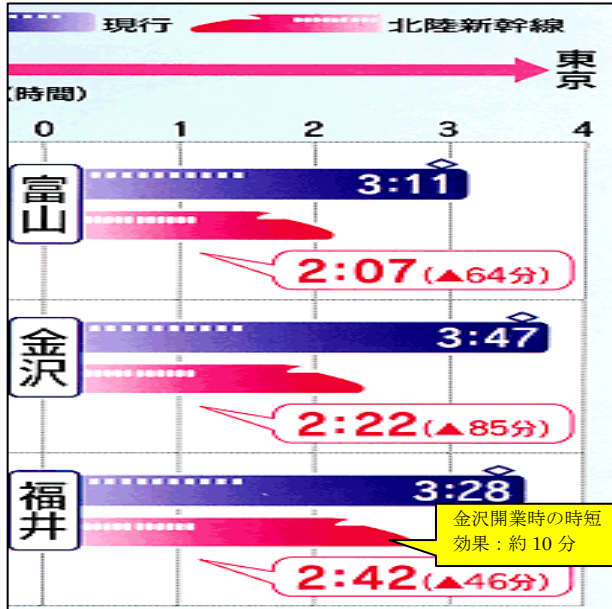 現行 北陸新幹線
東京
(時間)
0 1 2 3 4
富山
3:11
2:07(▲64分)
金沢
3:47
2:22(▲85分)
福井
3:28
金沢開業時の時短
効果：約 10 分
2:42(▲46分)